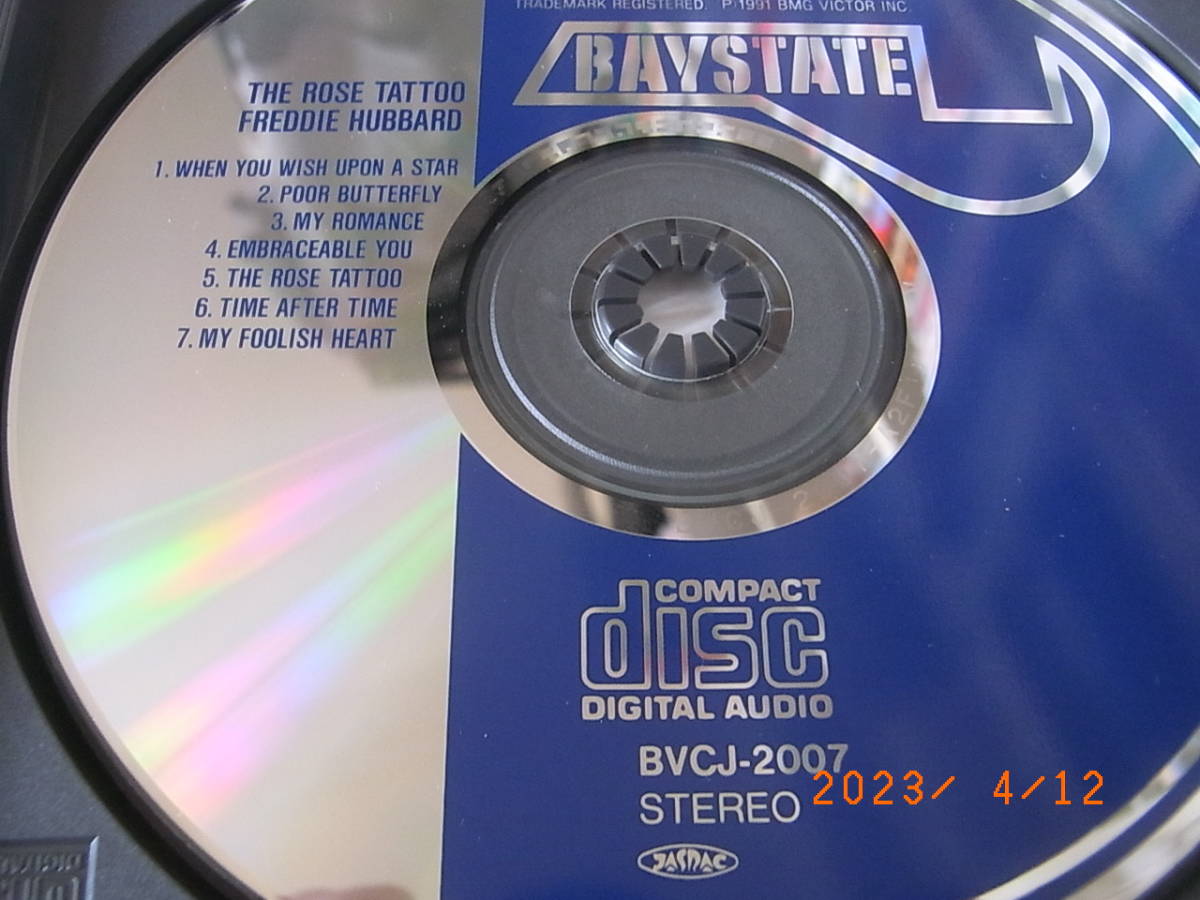 TRADEMARK REGISTERED. P1991 BMG VICTOR INC.
BAYSTATE
THE ROSE TATTOO
FREDDIE HUBBARD
1. WHEN YOU WISH UPON A STAR
2. POOR BUTTERFLY
3. MY ROMANCE
4. EMBRACEABLE YOU
5. THE ROSE TATTOO
6. TIME AFTER TIME
7. MY FOOLISH HEART
COMPACT
disc
DIGITAL AUDIO
BVCJ-2007
STEREO
JASRAC
2023/ 4/12